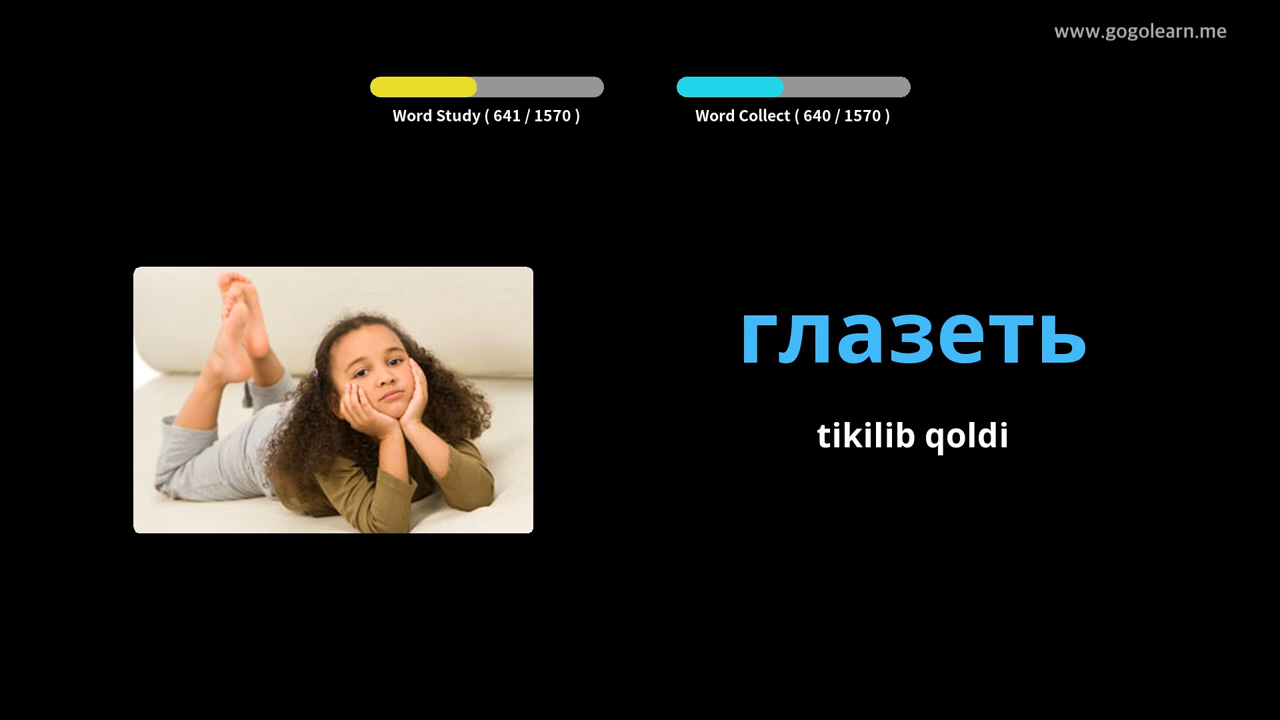 www.gogolearn.me
Word Study ( 641 / 1570 )
Word Collect ( 640 / 1570 )
глазеть
tikilib qoldi